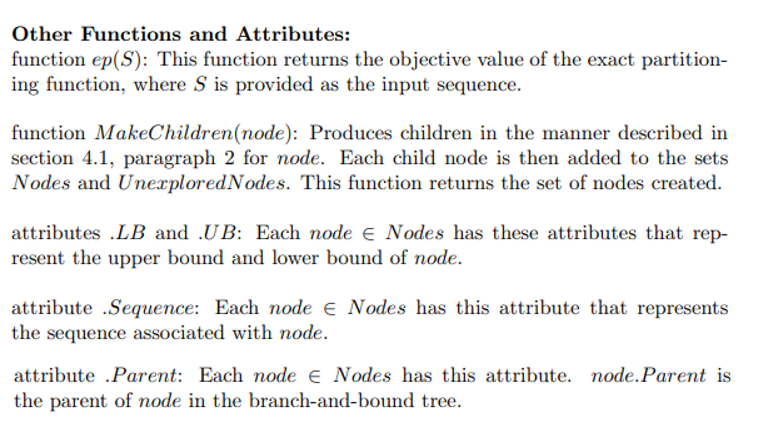 Other Functions and Attributes:
function ep(S): This function returns the objective value of the exact partition-
ing function, where S is provided as the input sequence.
function MakeChildren(node): Produces children in the manner described in
section 4.1, paragraph 2 for node. Each child node is then added to the sets
Nodes and UnexploredNodes. This function returns the set of nodes created.
attributes .LB and .UB: Each node ∈ Nodes has these attributes that rep-
resent the upper bound and lower bound of node.
attribute .Sequence: Each node ∈ Nodes has this attribute that represents
the sequence associated with node.
attribute .Parent: Each node ∈ Nodes has this attribute. node.Parent is
the parent of node in the branch-and-bound tree.